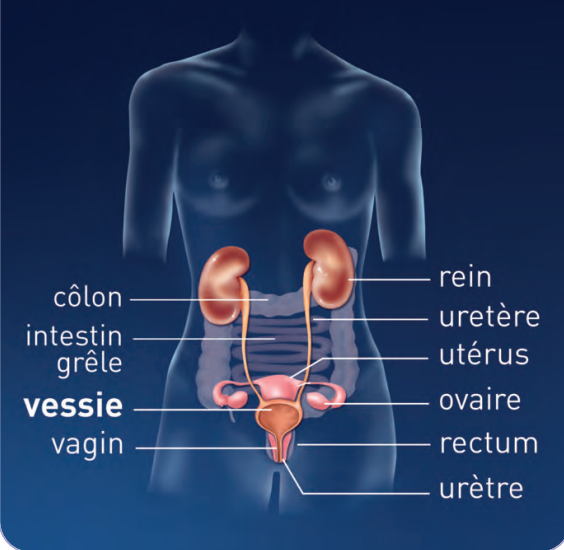 côlon
intestin
grêle
vessie
vagin
rein
uretère
utérus
ovaire
rectum
urètre